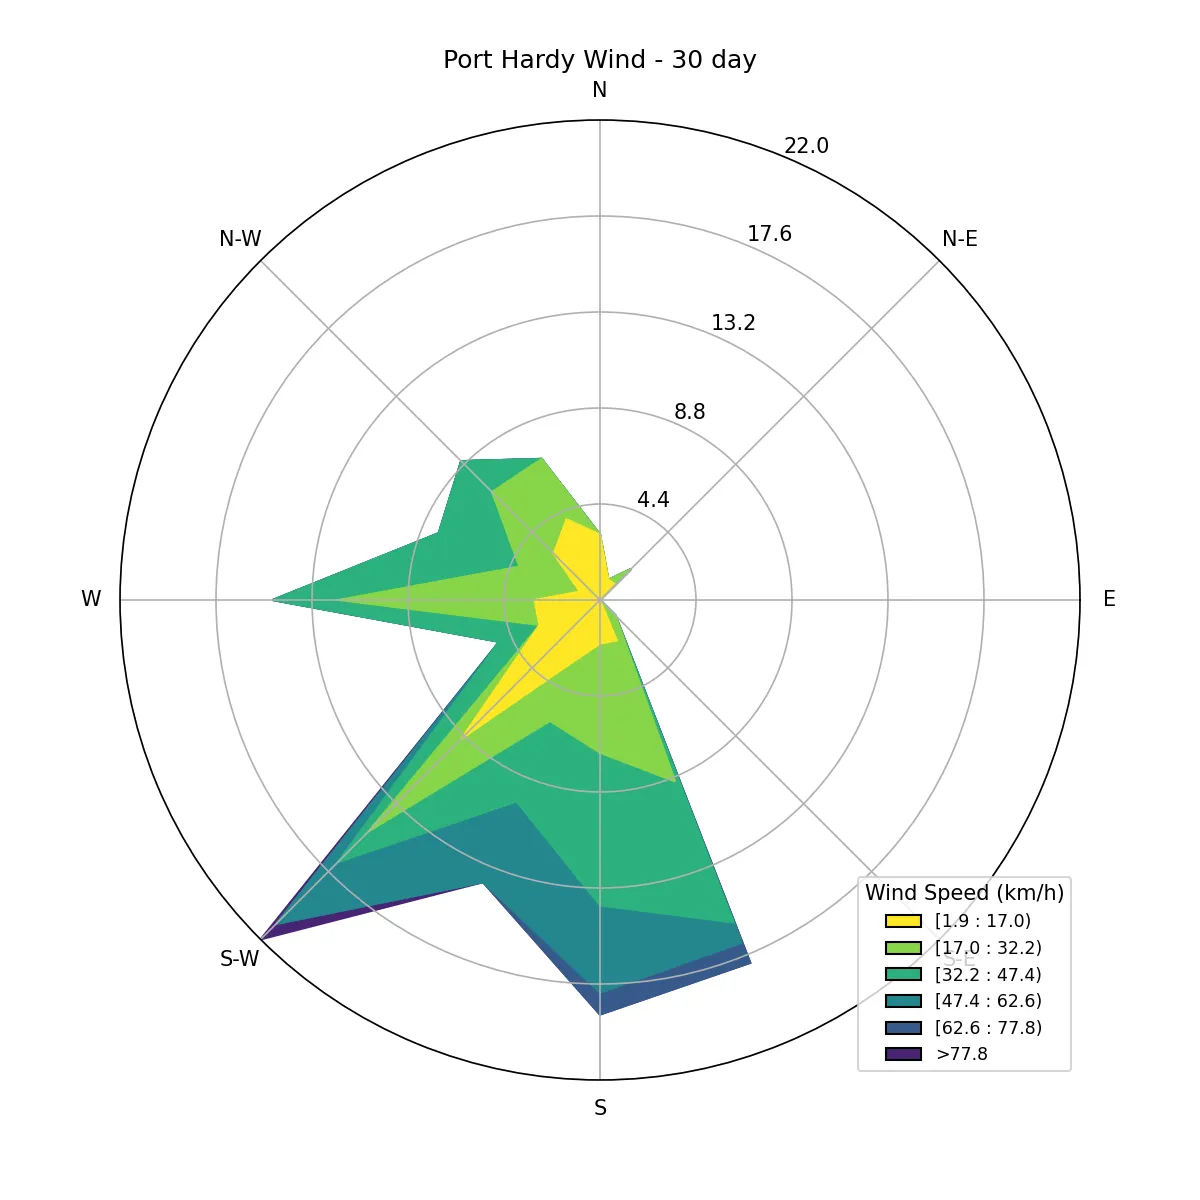 Port Hardy Wind - 30 day
N
22.0
17.6
N-W
N-E
13.2
8.8
4.4
W
E
Wind Speed (km/h)
[1.9 : 17.0)
[17.0 : 32.2)
S-W
S-E
[32.2 : 47.4)
[47.4 : 62.6)
[62.6 : 77.8)
>77.8
S